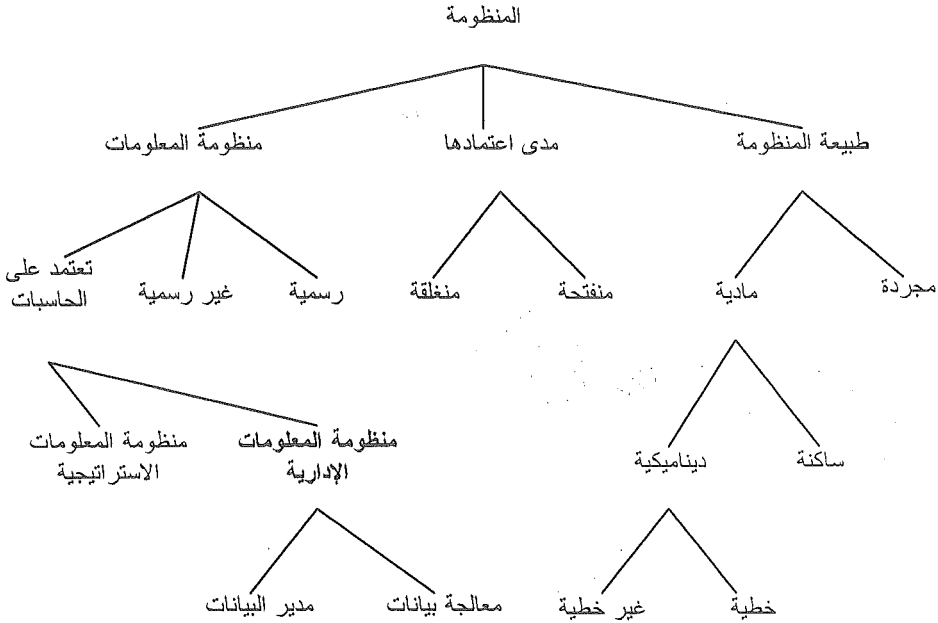 المنظومة
طبيعة المنظومة
مدى اعتمادها
منظومة المعلومات
مجردة
مادية
منفتحة
منغلقة
رسمية
غير رسمية
تعتمد على
الحاسبات
ساكنة
ديناميكية
منظومة المعلومات
الإدارية
منظومة المعلومات
الاستراتيجية
خطية
غير خطية
معالجة بيانات
مدير البيانات